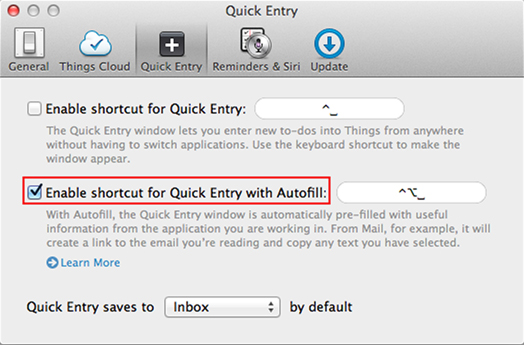 Quick Entry
General Things Cloud Quick Entry Reminders & Siri Update
Enable shortcut for Quick Entry: ^⎵
The Quick Entry window lets you enter new to-dos into Things from anywhere
without having to switch applications. Use the keyboard shortcut to make the
window appear.
Enable shortcut for Quick Entry with Autofill: ^⌥⎵
With Autofill, the Quick Entry window is automatically pre-filled with useful
information from the application you are working in. From Mail, for example, it will
create a link to the email you're reading and copy any text you have selected.
Learn More
Quick Entry saves to Inbox by default